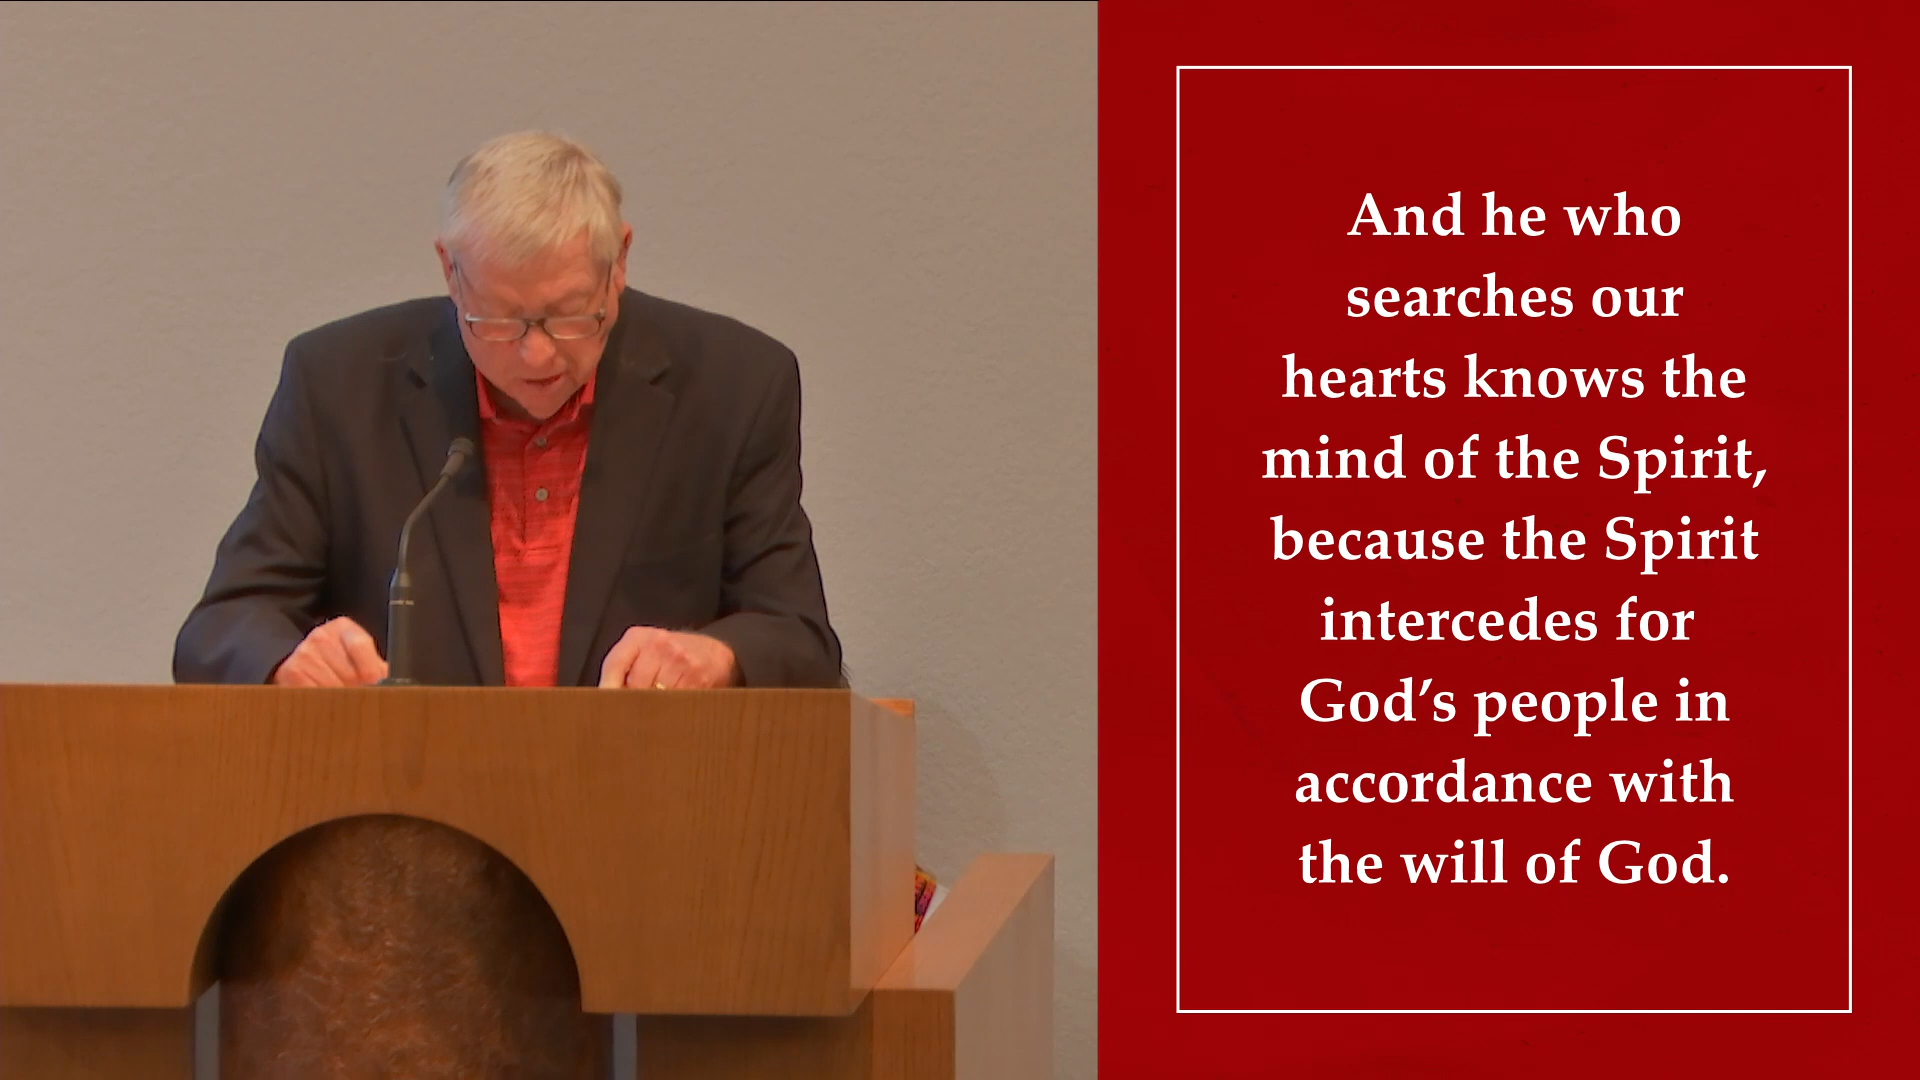 And he who
searches our
hearts knows the
mind of the Spirit,
because the Spirit
intercedes for
God’s people in
accordance with
the will of God.